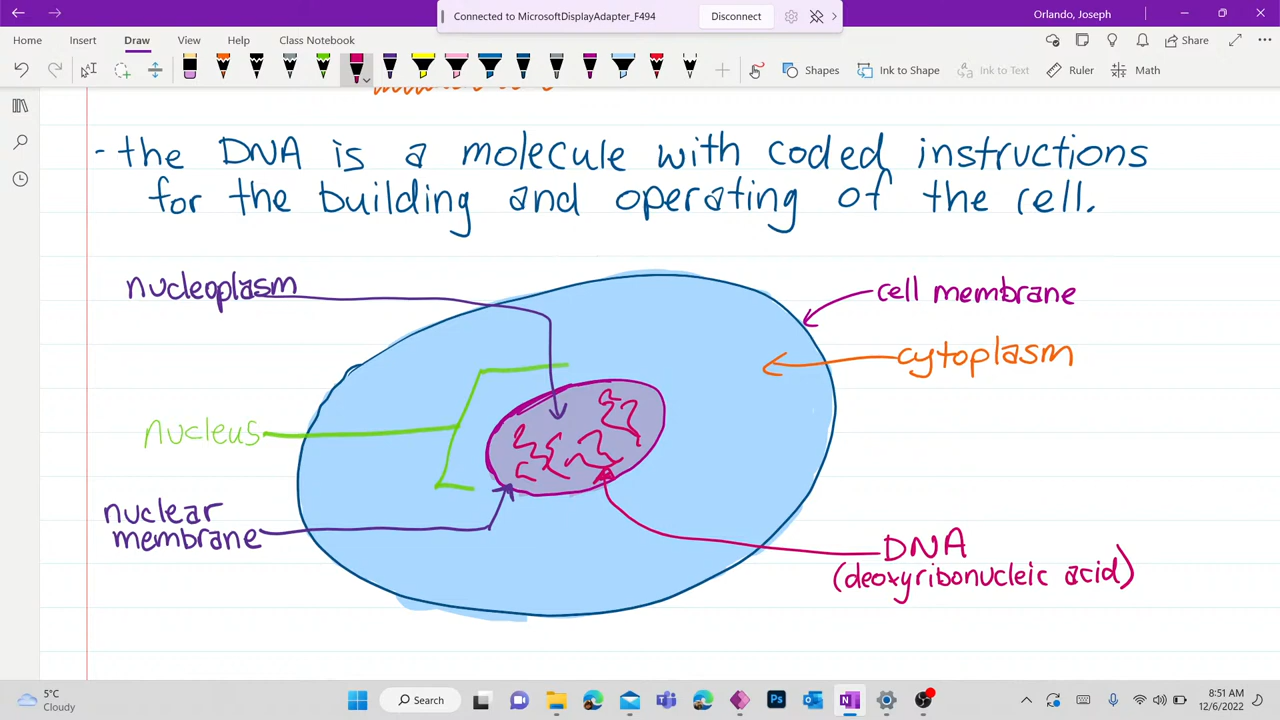 Connected to MicrosoftDisplayAdapter_F494
Disconnect
Orlando, Joseph
Home
Insert
Draw
View
Help
Class Notebook
Share
Shapes
Ink to Shape
Ink to Text
Ruler
Math
- the DNA is a molecule with coded instructions
for the building and operating of the cell.
nucleoplasm
cell membrane
cytoplasm
nucleus
nuclear
membrane
DNA
(deoxyribonucleic acid)
5°C
Cloudy
Search
Ps
8:51 AM
12/6/2022